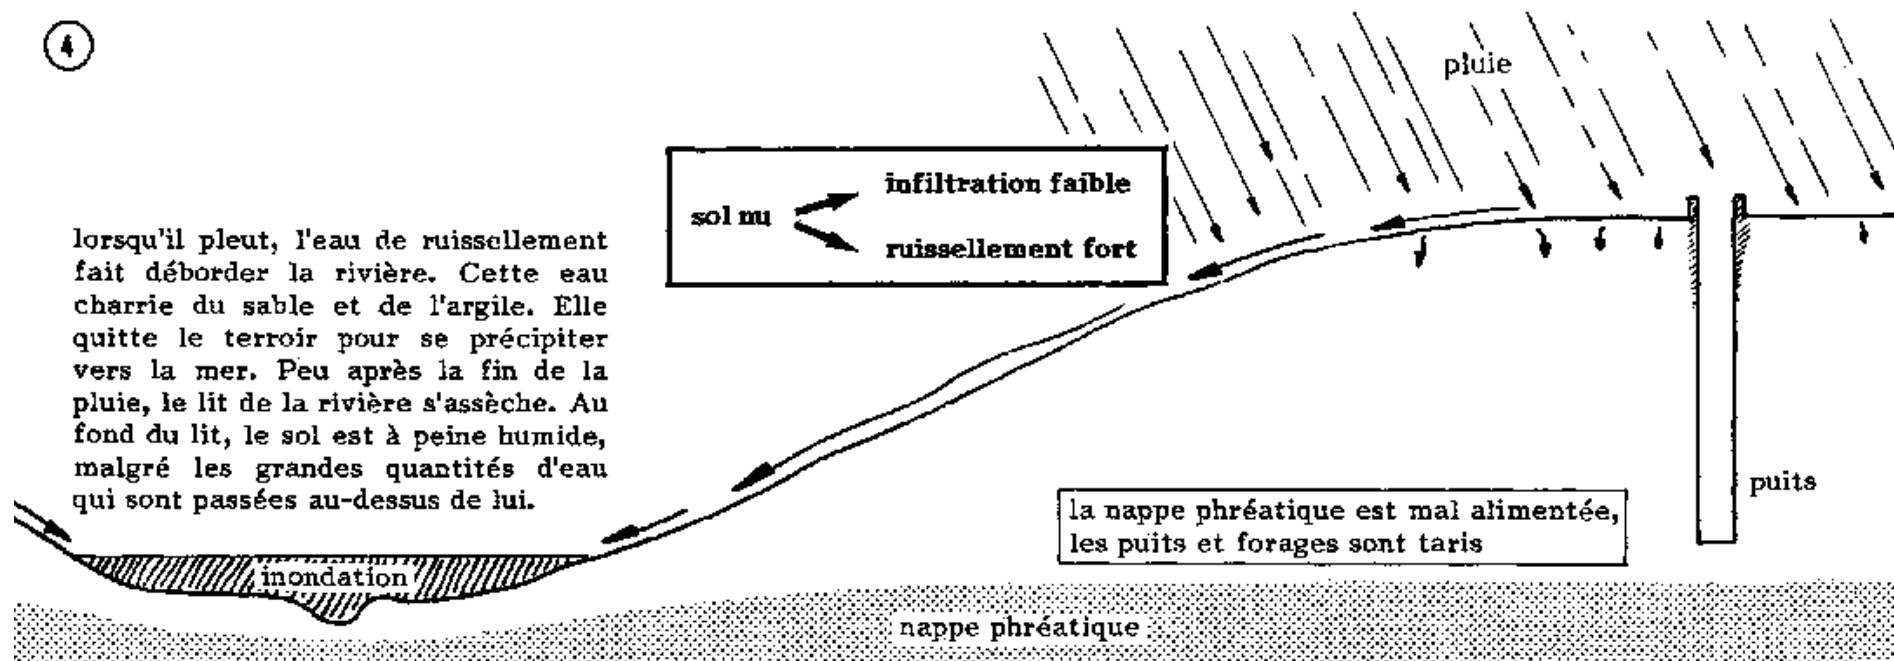 4
pluie
infiltration faible
sol nu
ruissellement fort
lorsqu'il pleut, l'eau de ruissellement
fait déborder la rivière. Cette eau
charrie du sable et de l'argile. Elle
quitte le terroir pour se précipiter
vers la mer. Peu après la fin de la
pluie, le lit de la rivière s'assèche. Au
fond du lit, le sol est à peine humide,
malgré les grandes quantités d'eau
qui sont passées au-dessus de lui.
puits
la nappe phréatique est mal alimentée,
les puits et forages sont taris
inondation
nappe phréatique